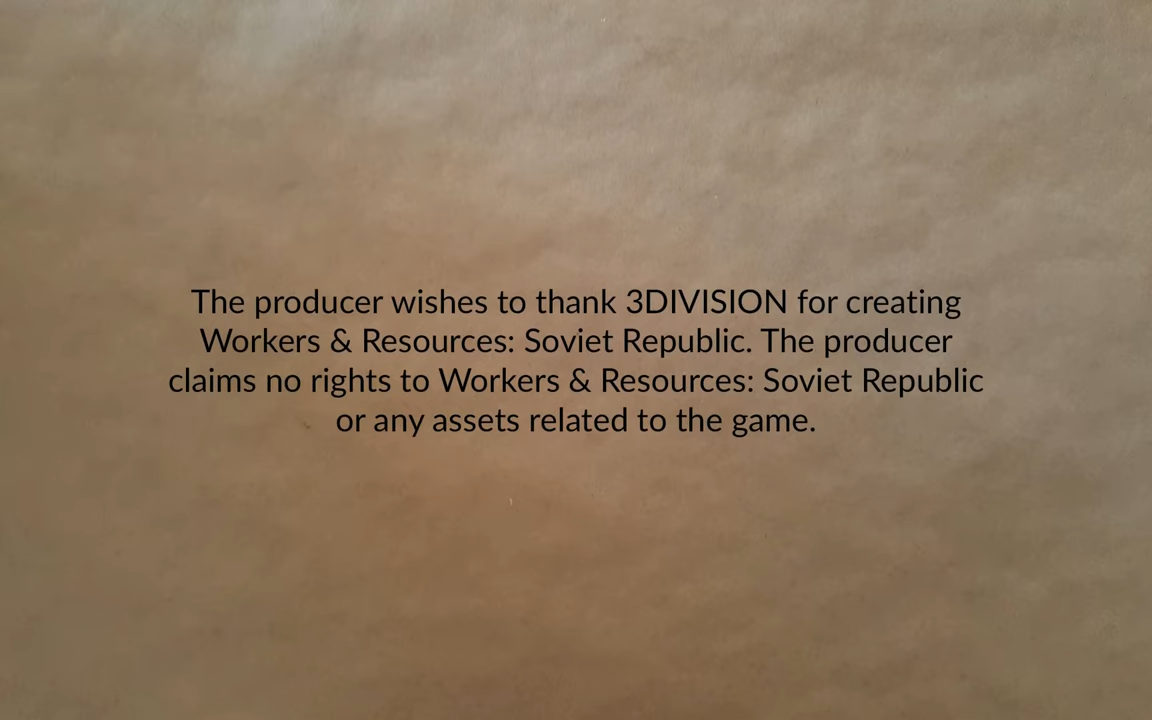 The producer wishes to thank 3DIVISION for creating
Workers & Resources: Soviet Republic. The producer
claims no rights to Workers & Resources: Soviet Republic
or any assets related to the game.